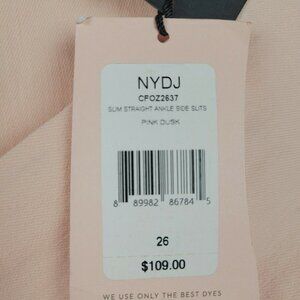 NYDJ
CFOZ2637
SLIM STRAIGHT ANKLE SIDE SLITS
PINK DUSK
8 89982 86784 5
26
$109.00
WE USE ONLY THE BEST DYES